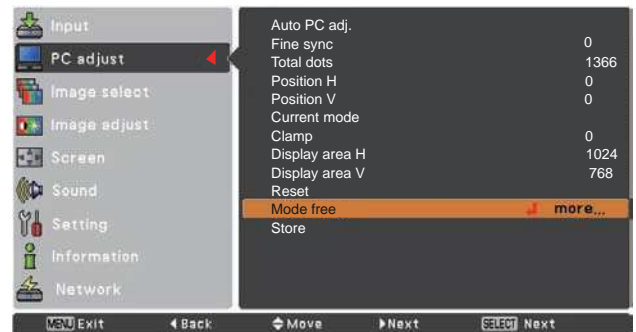 Input
PC adjust
Image select
Image adjust
Screen
Sound
Setting
Information
Network
Auto PC adj.
Fine sync 0
Total dots 1366
Position H 0
Position V 0
Current mode
Clamp 0
Display area H 1024
Display area V 768
Reset
Mode free more...
Store
MENU Exit Back Move Next SELECT Next